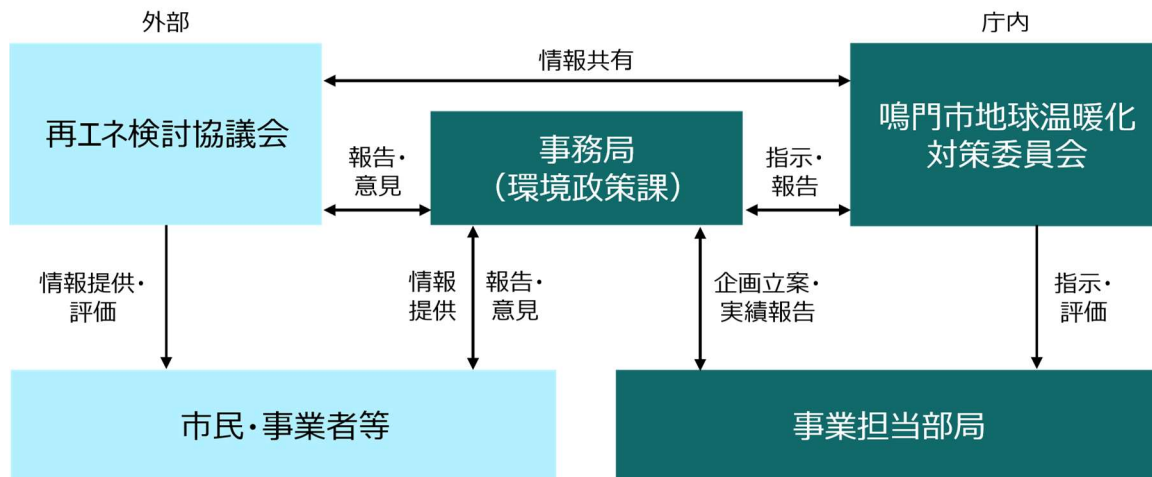 外部
庁内
再エネ検討協議会
情報共有
鳴門市地球温暖化
対策委員会
事務局
（環境政策課）
報告・
意見
指示・
報告
情報提供・
評価
情報
提供
報告・
意見
企画立案・
実績報告
指示・
評価
市民・事業者等
事業担当部局